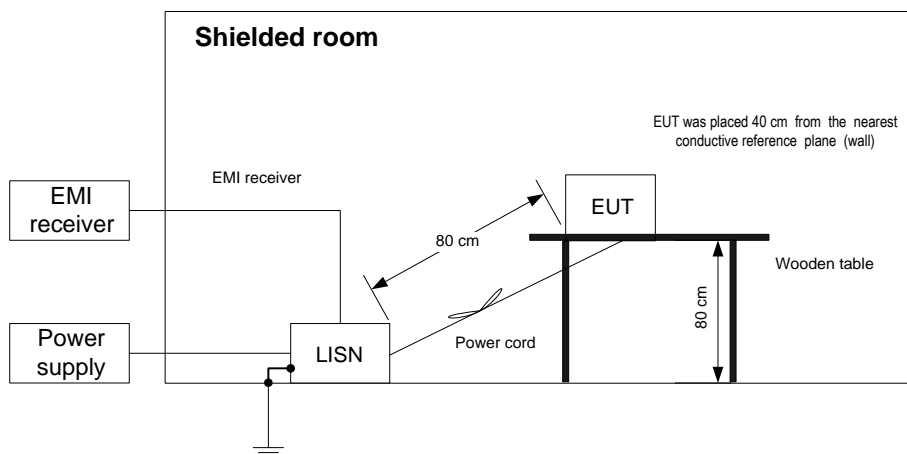 Shielded room
EUT was placed 40 cm from the nearest
conductive reference plane (wall)
EMI receiver
EMI
receiver
EUT
80 cm
Wooden table
80 cm
Power
supply
LISN
Power cord